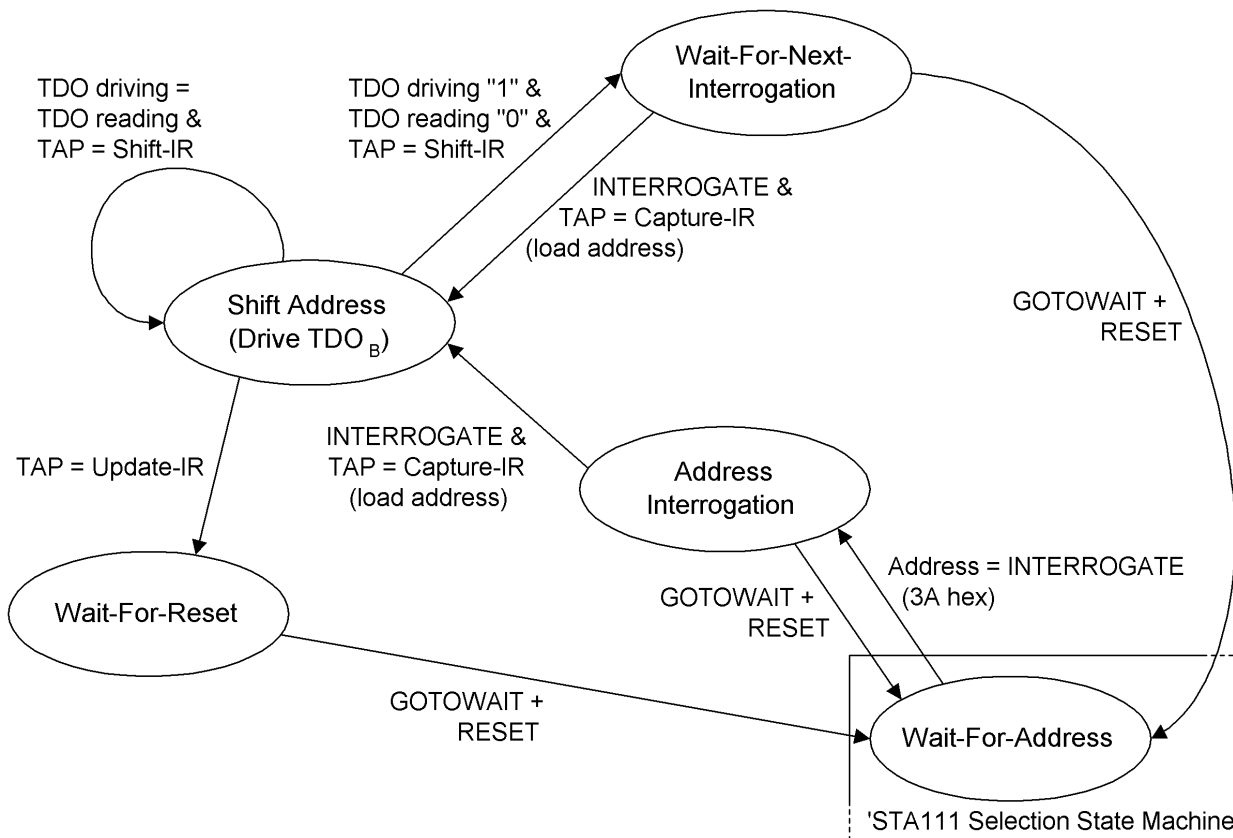 Wait-For-Next-
Interrogation
TDO driving =
TDO reading &
TAP = Shift-IR
TDO driving "1" &
TDO reading "0" &
TAP = Shift-IR
INTERROGATE &
TAP = Capture-IR
(load address)
Shift Address
(Drive TDO B)
GOTOWAIT +
RESET
TAP = Update-IR
INTERROGATE &
TAP = Capture-IR
(load address)
Address
Interrogation
Wait-For-Reset
GOTOWAIT +
RESET
Address = INTERROGATE
(3A hex)
GOTOWAIT +
RESET
Wait-For-Address
'STA111 Selection State Machine